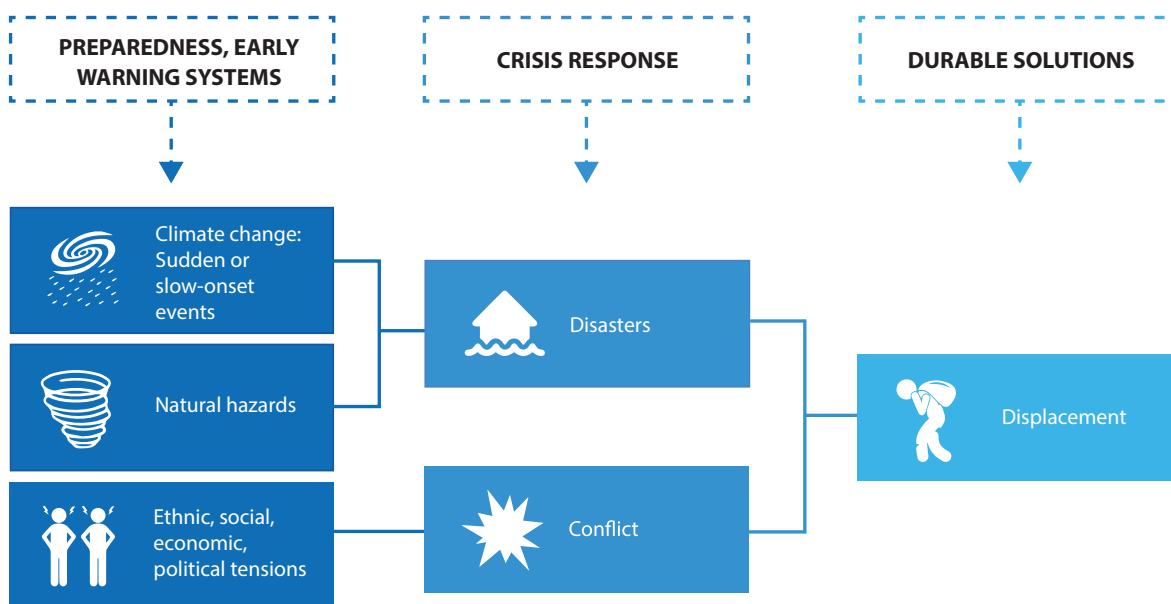 PREPAREDNESS, EARLY
WARNING SYSTEMS
CRISIS RESPONSE
DURABLE SOLUTIONS
Climate change:
Sudden or
slow-onset
events
Natural hazards
Ethnic, social,
economic,
political tensions
Disasters
Conflict
Displacement